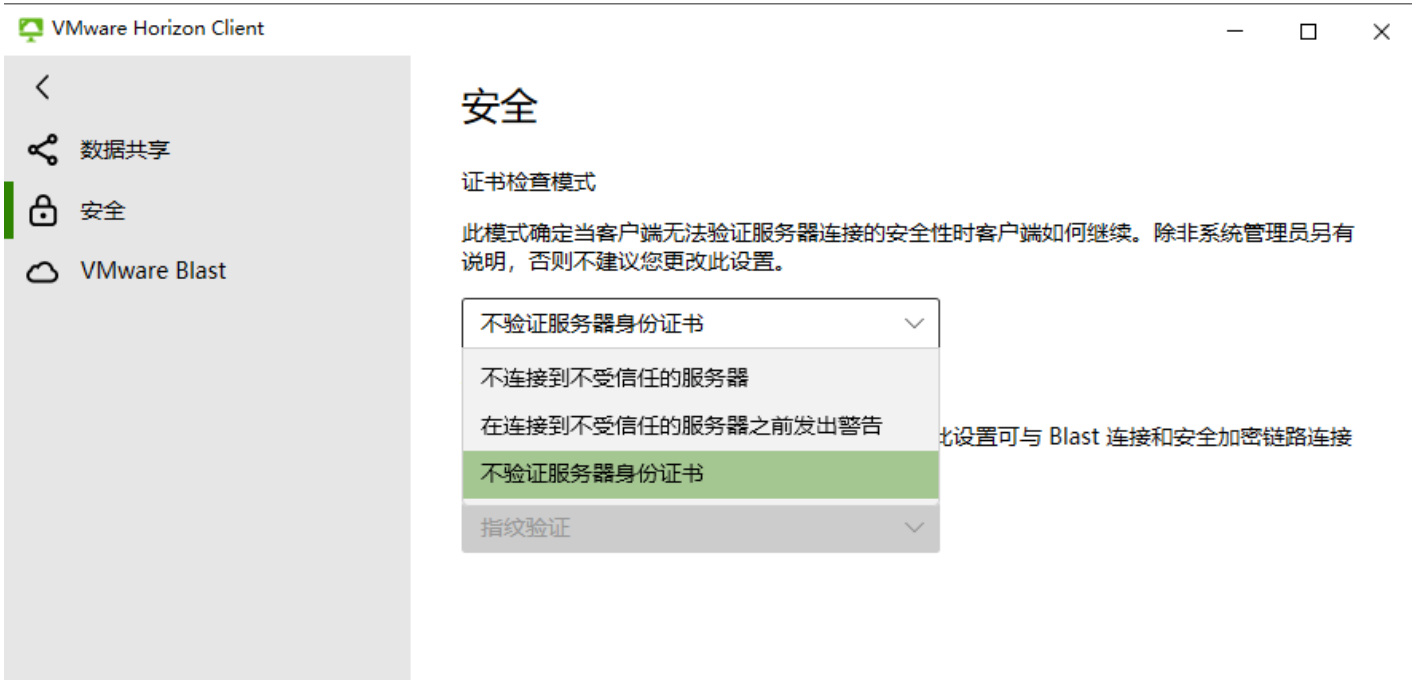 VMware Horizon Client
数据共享
安全
VMware Blast
安全
证书检查模式
此模式确定当客户端无法验证服务器连接的安全性时客户端如何继续。除非系统管理员另有
说明，否则不建议您更改此设置。
不验证服务器身份证书
不连接到不受信任的服务器
在连接到不受信任的服务器之前发出警告
设置可与 Blast 连接和安全加密链路连接
不验证服务器身份证书
指纹验证